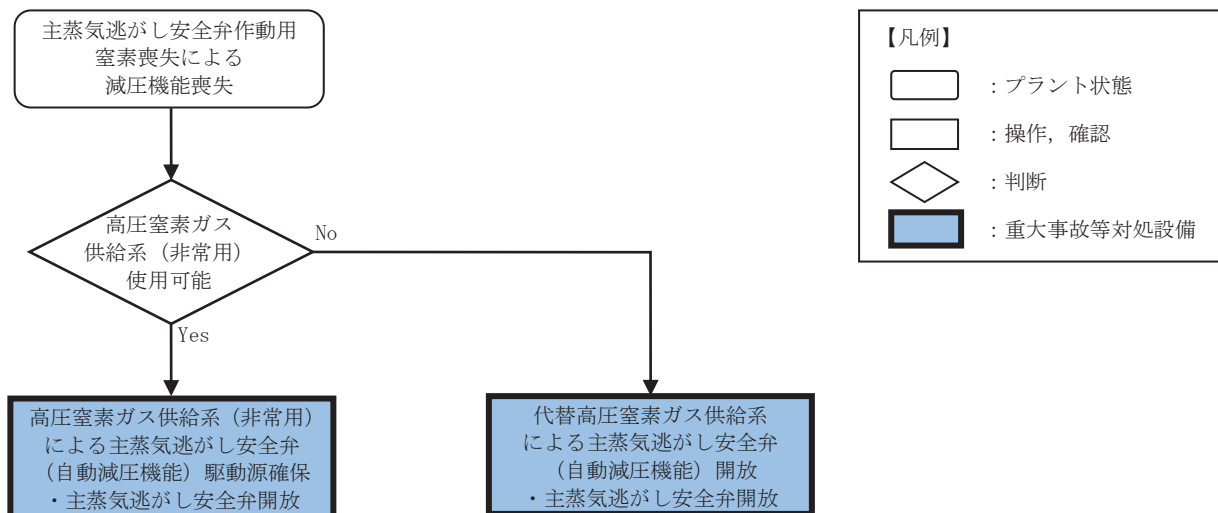 主蒸気逃がし安全弁作動用
窒素喪失による
減圧機能喪失
高圧窒素ガス
供給系（非常用）
使用可能
No
Yes
高圧窒素ガス供給系（非常用）
による主蒸気逃がし安全弁
（自動減圧機能）駆動源確保
・主蒸気逃がし安全弁開放
代替高圧窒素ガス供給系
による主蒸気逃がし安全弁
（自動減圧機能）開放
・主蒸気逃がし安全弁開放
【凡例】
：プラント状態
：操作，確認
：判断
：重大事故等対処設備